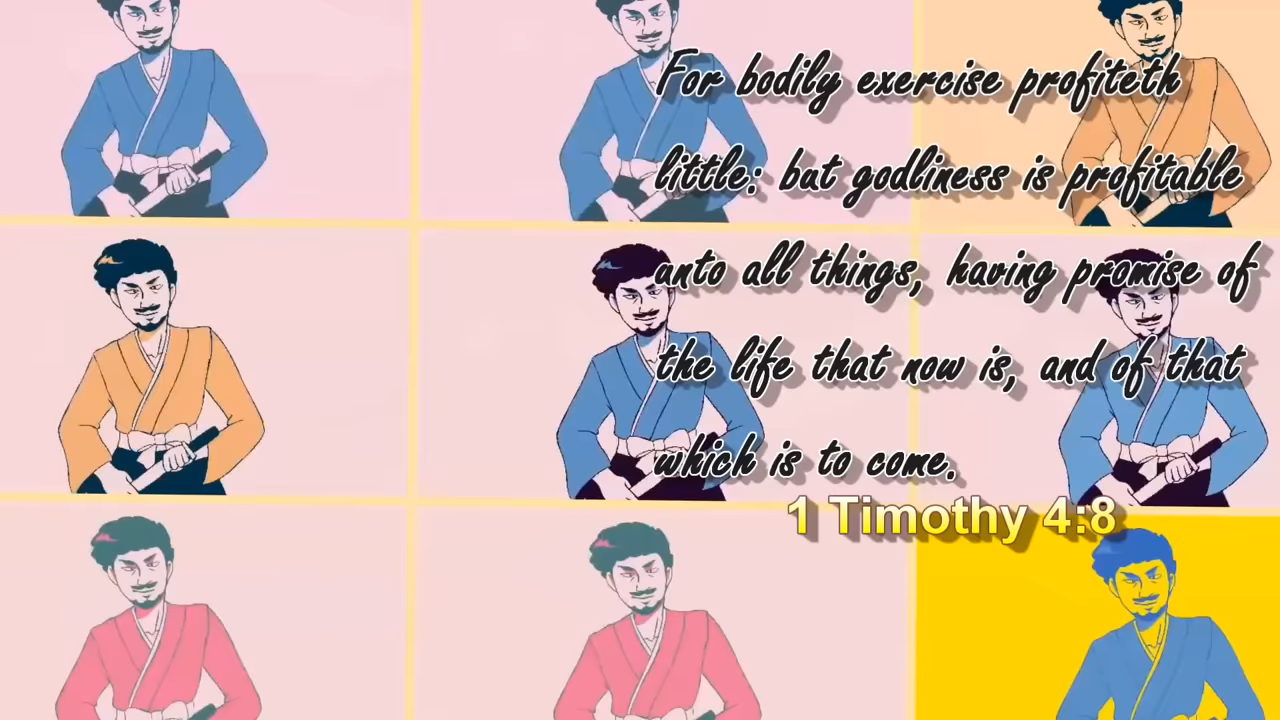 For bodily exercise profiteth
little: but godliness is profitable
unto all things, having promise of
the life that now is, and of that
which is to come.
1 Timothy 4:8